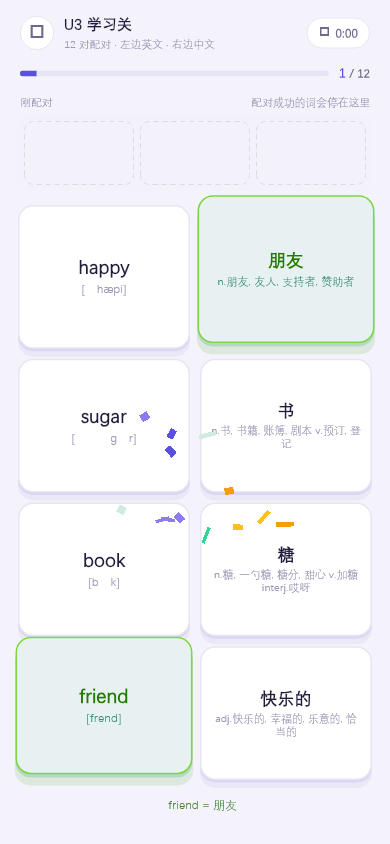 U3 学习关
12 对配对 · 左边英文 · 右边中文
0:00
1 / 12
刚配对
配对成功的词会停在这里
happy
[ hæpi]
朋友
n.朋友, 友人, 支持者, 赞助者
sugar
[ g r]
书
n.书, 书籍, 账簿, 剧本 v.预订, 登
记
book
[b k]
糖
n.糖, 一勺糖, 糖分, 甜心 v.加糖
interj.哎呀
friend
[frend]
快乐的
adj.快乐的, 幸福的, 乐意的, 恰
当的
friend = 朋友